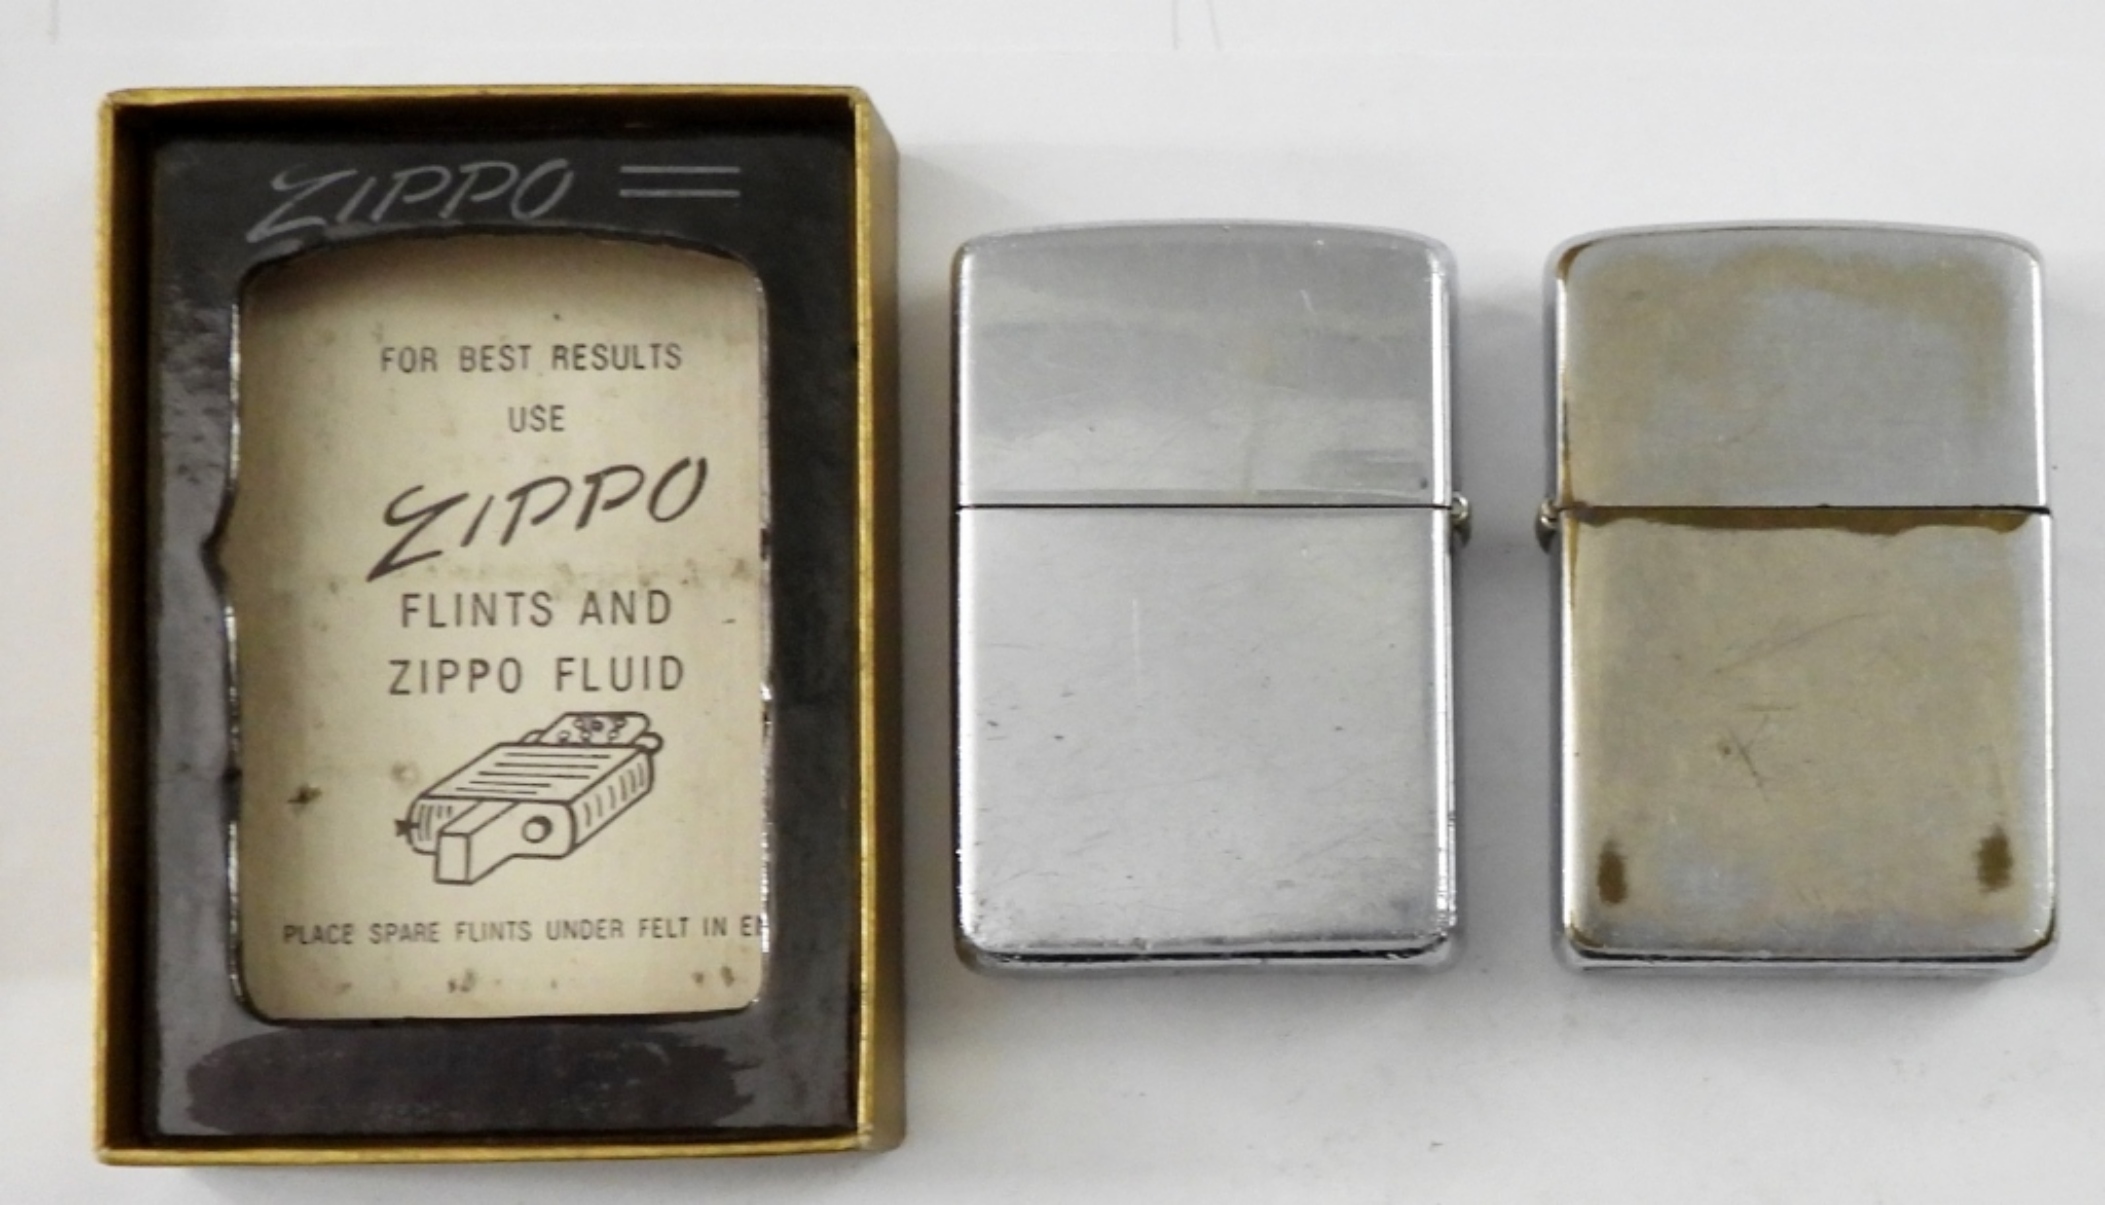 ZIPPO
FOR BEST RESULTS
USE
ZIPPO
FLINTS AND
ZIPPO FLUID
PLACE SPARE FLINTS UNDER FELT IN